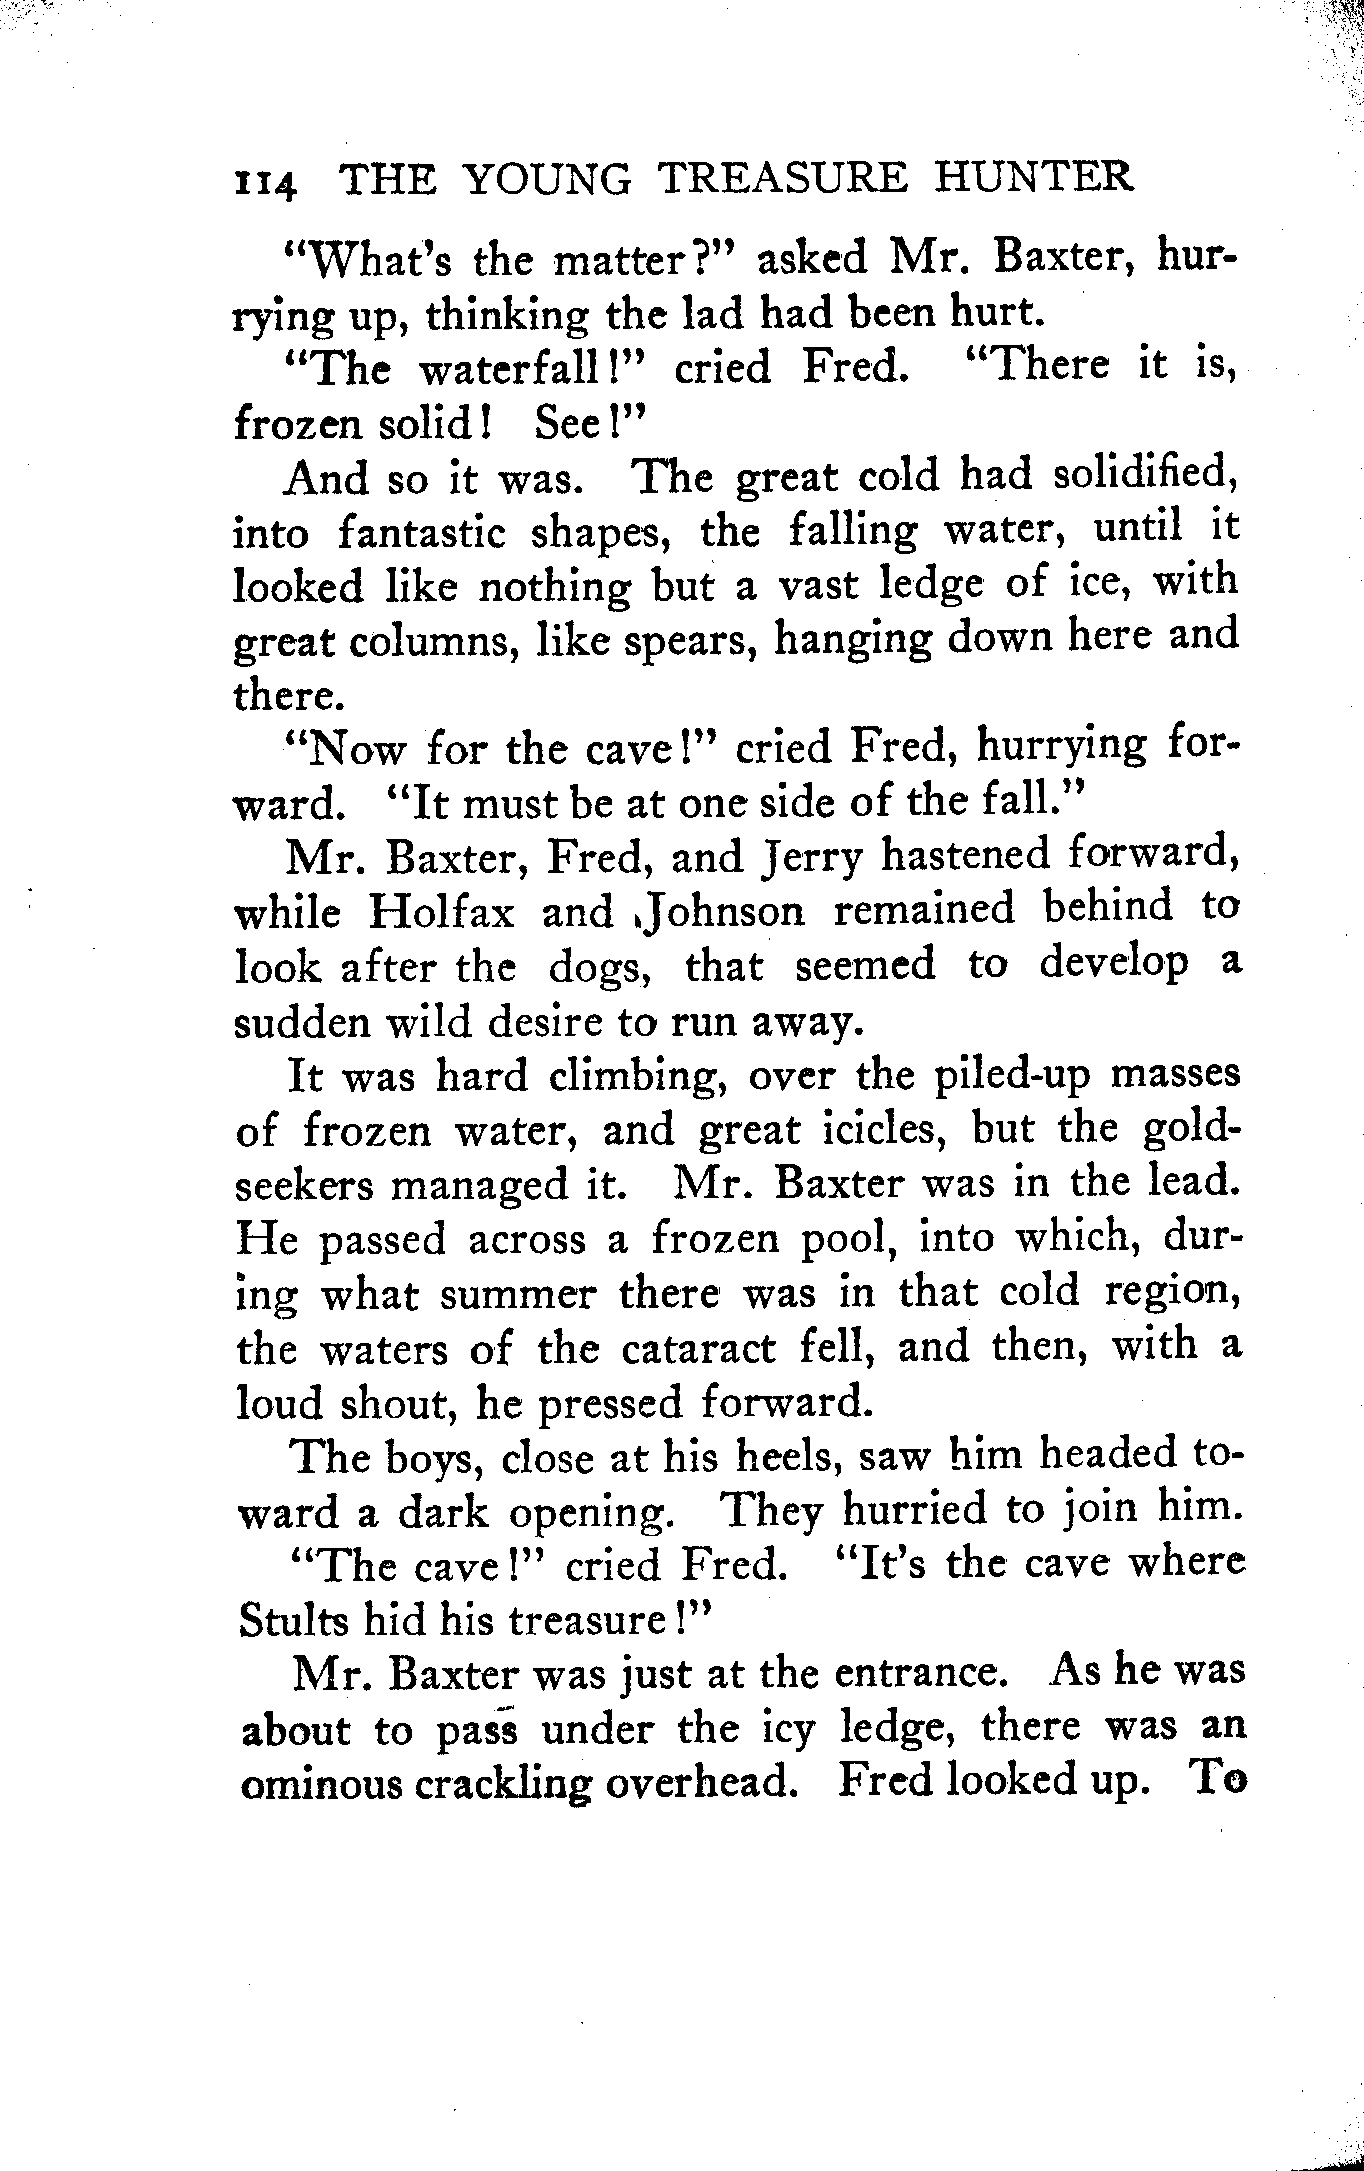 114 THE YOUNG TREASURE HUNTER
"What's the matter?" asked Mr. Baxter, hur-
rying up, thinking the lad had been hurt.
"The waterfall!" cried Fred. "There it is,
frozen solid! See!"
And so it was. The great cold had solidified,
into fantastic shapes, the falling water, until it
looked like nothing but a vast ledge of ice, with
great columns, like spears, hanging down here and
there.
"Now for the cave!" cried Fred, hurrying for-
ward. "It must be at one side of the fall."
Mr. Baxter, Fred, and Jerry hastened forward,
while Holfax and Johnson remained behind to
look after the dogs, that seemed to develop a
sudden wild desire to run away.
It was hard climbing, over the piled-up masses
of frozen water, and great icicles, but the gold-
seekers managed it. Mr. Baxter was in the lead.
He passed across a frozen pool, into which, dur-
ing what summer there was in that cold region,
the waters of the cataract fell, and then, with a
loud shout, he pressed forward.
The boys, close at his heels, saw him headed to-
ward a dark opening. They hurried to join him.
"The cave!" cried Fred. "It's the cave where
Stults hid his treasure!"
Mr. Baxter was just at the entrance. As he was
about to pass under the icy ledge, there was an
ominous crackling overhead. Fred looked up. To